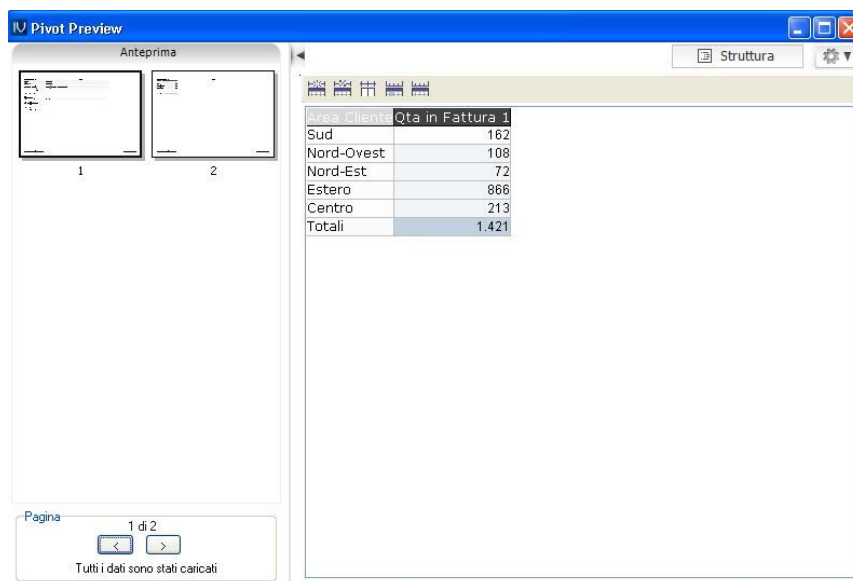 Pivot Preview
Anteprima
Struttura
1
2
Area Cliente Qta in Fattura 1
Sud 162
Nord-Ovest 108
Nord-Est 72
Estero 866
Centro 213
Totali 1.421
Pagina
1 di 2
< >
Tutti i dati sono stati caricati